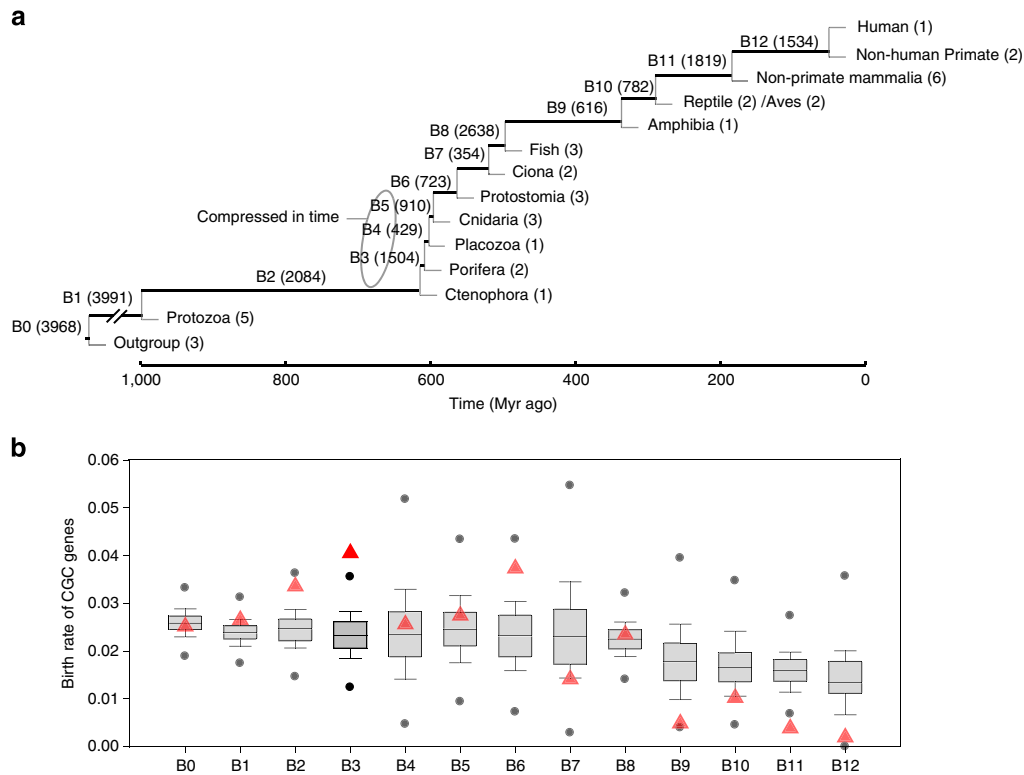 a
Human (1)
B12 (1534)
Non-human Primate (2)
B11 (1819)
Non-primate mammalia (6)
B10 (782)
Reptile (2) /Aves (2)
B9 (616)
Amphibia (1)
B8 (2638)
Fish (3)
B7 (354)
Ciona (2)
B6 (723)
Protostomia (3)
B5 (910)
Compressed in time
Cnidaria (3)
B4 (429)
Placozoa (1)
B3 (1504)
Porifera (2)
B2 (2084)
Ctenophora (1)
B1 (3991)
Protozoa (5)
B0 (3968)
Outgroup (3)
1,000 800 600 400 200 0
Time (Myr ago)
b
Birth rate of CGC genes
0.06
0.05
0.04
0.03
0.02
0.01
0.00
B0 B1 B2 B3 B4 B5 B6 B7 B8 B9 B10 B11 B12